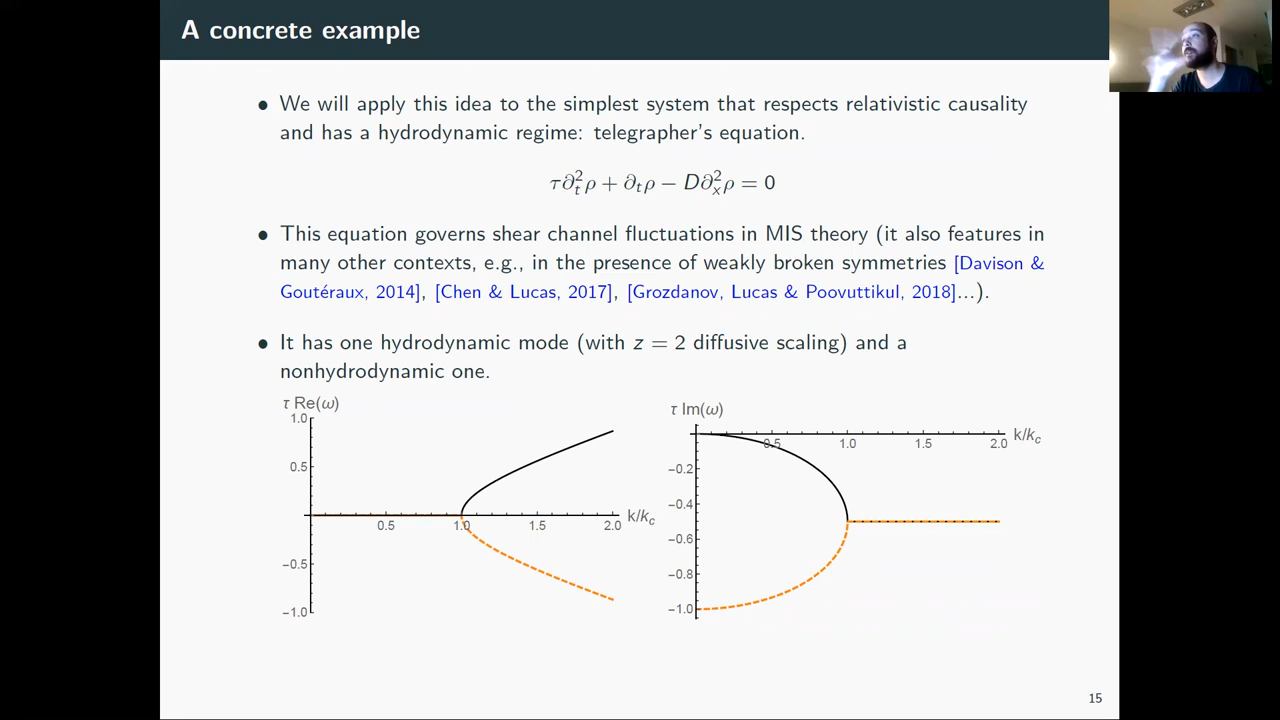 A concrete example
• We will apply this idea to the simplest system that respects relativistic causality
and has a hydrodynamic regime: telegrapher's equation.
τ∂ₜ²ρ + ∂ₜρ − D∂ₓ²ρ = 0
• This equation governs shear channel fluctuations in MIS theory (it also features in
many other contexts, e.g., in the presence of weakly broken symmetries [Davison &
Goutéraux, 2014], [Chen & Lucas, 2017], [Grozdanov, Lucas & Poovuttikul, 2018]...).
• It has one hydrodynamic mode (with z = 2 diffusive scaling) and a
nonhydrodynamic one.
τ Re(ω)
1.0
0.5
0.5 1.0 1.5 2.0 k/k_c
−0.5
−1.0
τ Im(ω)
0.5 1.0 1.5 2.0 k/k_c
−0.2
−0.4
−0.6
−0.8
−1.0
15